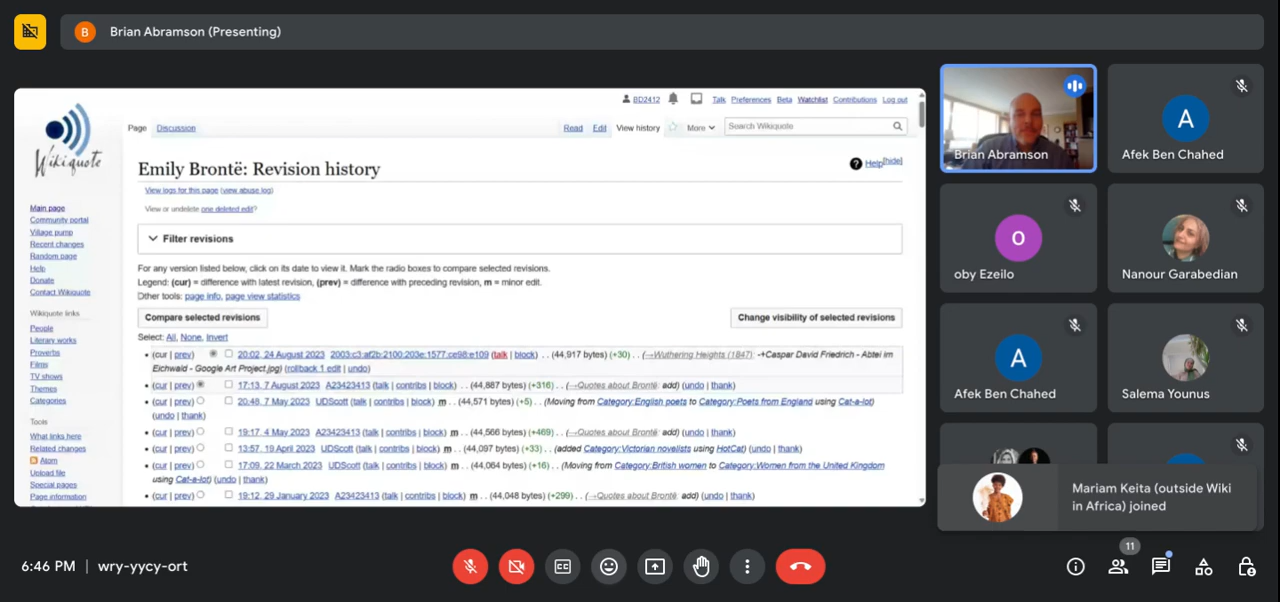 B
Brian Abramson (Presenting)
BD2412 Talk Preferences Beta Watchlist Contributions Log out
Page Discussion Read Edit View history More Search Wikiquote
Wikiquote
Emily Brontë: Revision history
Help[hide]
View logs for this page (view abuse log)
View or undelete one deleted edit?
Filter revisions
For any version listed below, click on its date to view it. Mark the radio boxes to compare selected revisions.
Legend: (cur) = difference with latest revision, (prev) = difference with preceding revision, m = minor edit.
Other tools: page info, page view statistics
Compare selected revisions
Change visibility of selected revisions
Select: All, None, Invert
• (cur | prev) 20:02, 24 August 2023 2003:c3:af2b:2100:203e:1577:ce98:e109 (talk | block) . . (44,917 bytes) (+30) . . (→Wuthering Heights (1847): -+Caspar David Friedrich - Abtei im
Eichwald - Google Art Project.jpg) (rollback 1 edit | undo)
• (cur | prev) 17:13, 7 August 2023 A23423413 (talk | contribs | block) . . (44,887 bytes) (+316) . . (→Quotes about Brontë: add) (undo | thank)
• (cur | prev) 20:48, 7 May 2023 UDScott (talk | contribs | block) m . . (44,571 bytes) (+5) . . (Moving from Category:English poets to Category:Poets from England using Cat-a-lot)
(undo | thank)
• (cur | prev) 19:17, 4 May 2023 A23423413 (talk | contribs | block) m . . (44,566 bytes) (+469) . . (→Quotes about Brontë: add) (undo | thank)
• (cur | prev) 13:57, 19 April 2023 UDScott (talk | contribs | block) m . . (44,097 bytes) (+33) . . (added Category:Victorian novelists using HotCat) (undo | thank)
• (cur | prev) 17:09, 22 March 2023 UDScott (talk | contribs | block) m . . (44,064 bytes) (+16) . . (Moving from Category:British women to Category:Women from the United Kingdom
using Cat-a-lot) (undo | thank)
• (cur | prev) 19:12, 29 January 2023 A23423413 (talk | contribs | block) m . . (44,048 bytes) (+299) . . (→Quotes about Brontë: add) (undo | thank)
Main page
Community portal
Village pump
Recent changes
Random page
Help
Donate
Contact Wikiquote
Wikiquote links
People
Literary works
Proverbs
Films
TV shows
Themes
Categories
Tools
What links here
Related changes
Atom
Upload file
Special pages
Page information
Brian Abramson
A
Afek Ben Chahed
O
oby Ezeilo
Nanour Garabedian
A
Afek Ben Chahed
Salema Younus
Mariam Keita (outside Wiki
in Africa) joined
6:46 PM | wry-yycy-ort
11